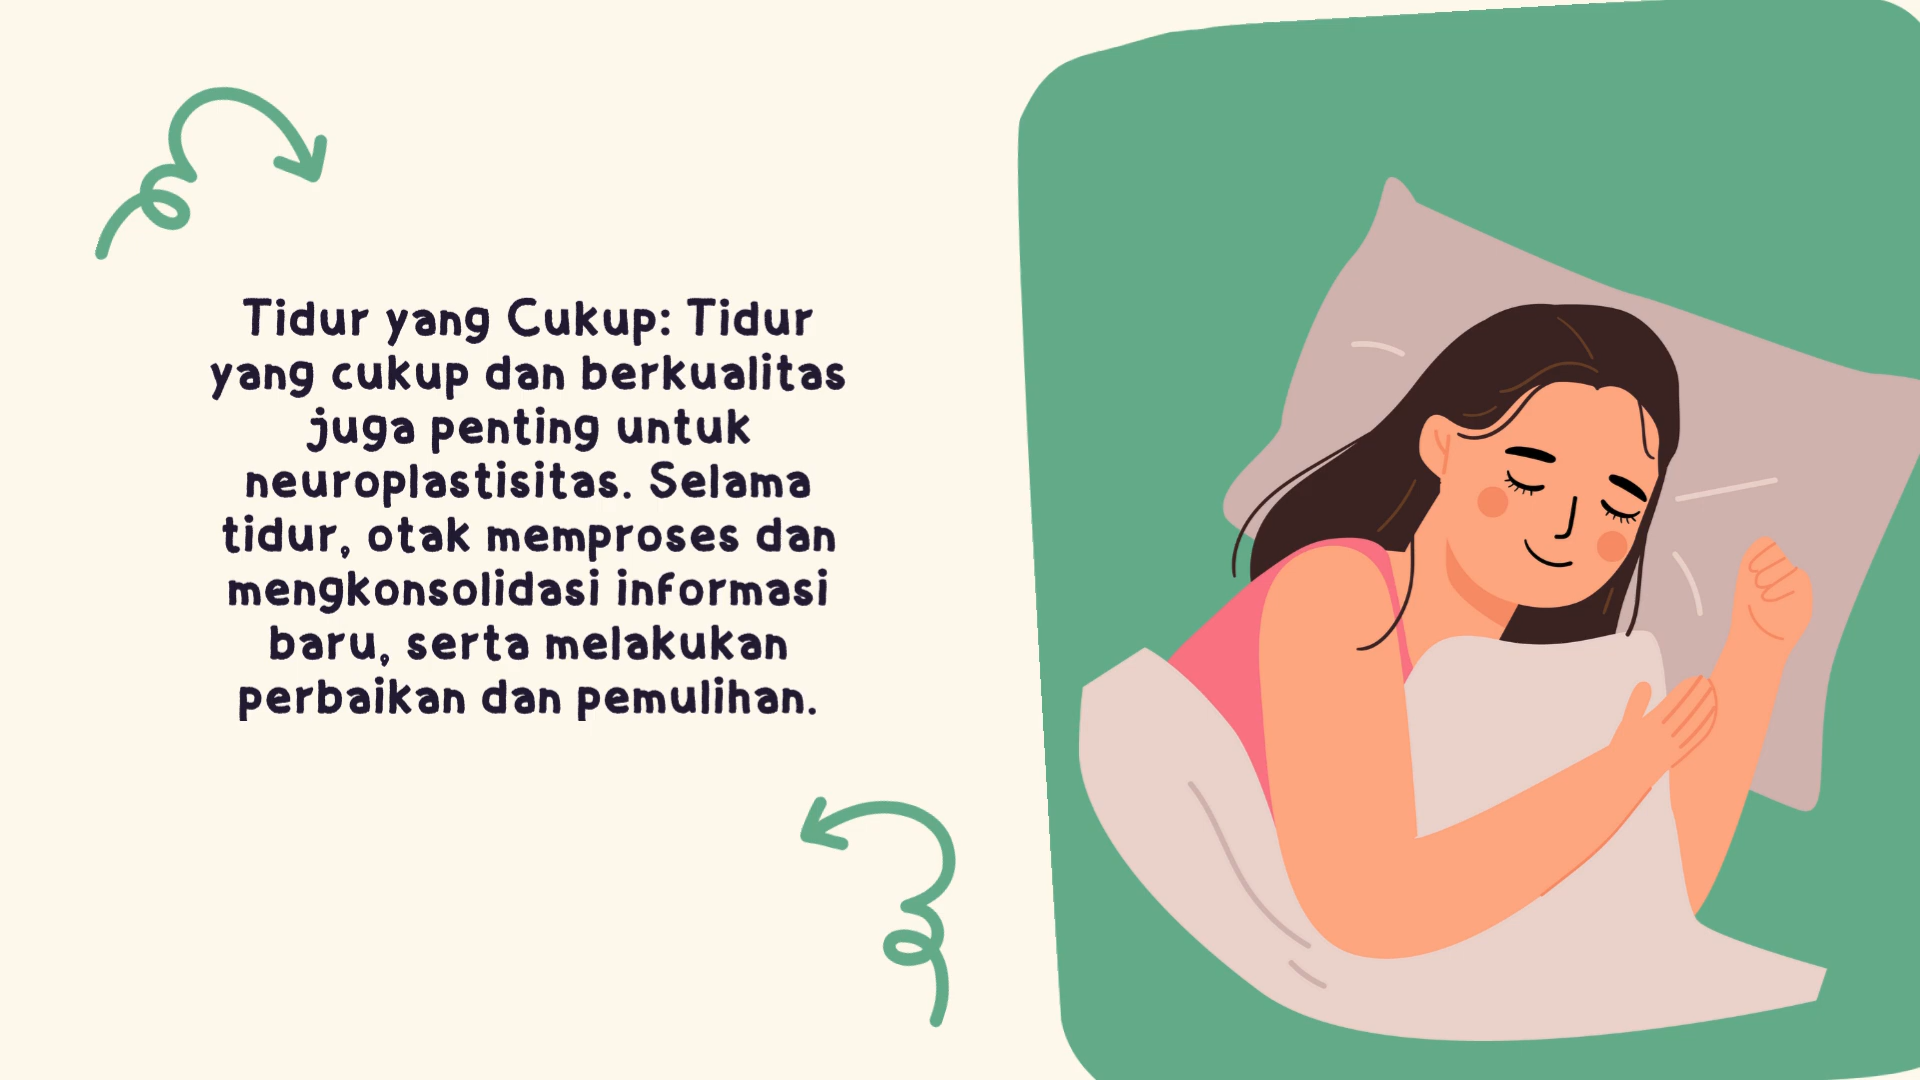 Tidur yang Cukup: Tidur
yang cukup dan berkualitas
juga penting untuk
neuroplastisitas. Selama
tidur, otak memproses dan
mengkonsolidasi informasi
baru, serta melakukan
perbaikan dan pemulihan.